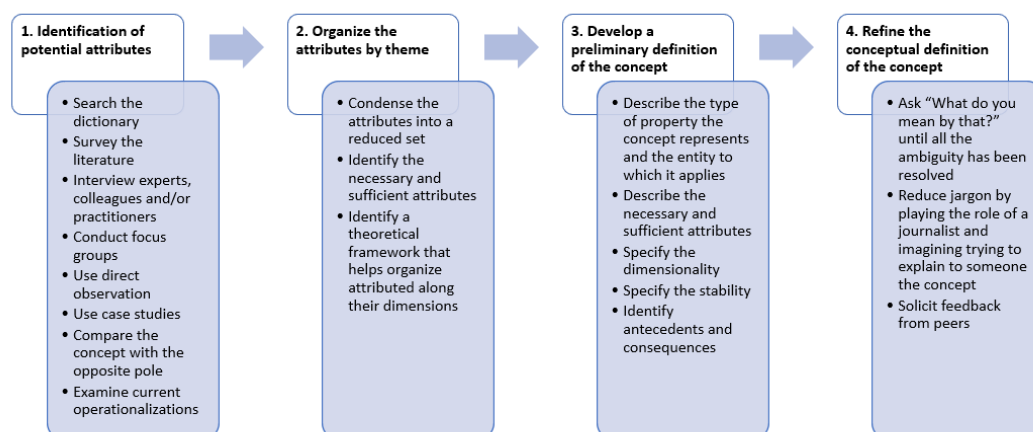 1. Identification of
potential attributes
• Search the
dictionary
• Survey the
literature
• Interview experts,
colleagues and/or
practitioners
• Conduct focus
groups
• Use direct
observation
• Use case studies
• Compare the
concept with the
opposite pole
• Examine current
operationalizations
2. Organize the
attributes by theme
• Condense the
attributes into a
reduced set
• Identify the
necessary and
sufficient attributes
• Identify a
theoretical
framework that
helps organize
attributed along
their dimensions
3. Develop a
preliminary definition
of the concept
• Describe the type
of property the
concept represents
and the entity to
which it applies
• Describe the
necessary and
sufficient attributes
• Specify the
dimensionality
• Specify the stability
• Identify
antecedents and
consequences
4. Refine the
conceptual definition
of the concept
• Ask “What do you
mean by that?”
until all the
ambiguity has been
resolved
• Reduce jargon by
playing the role of a
journalist and
imagining trying to
explain to someone
the concept
• Solicit feedback
from peers